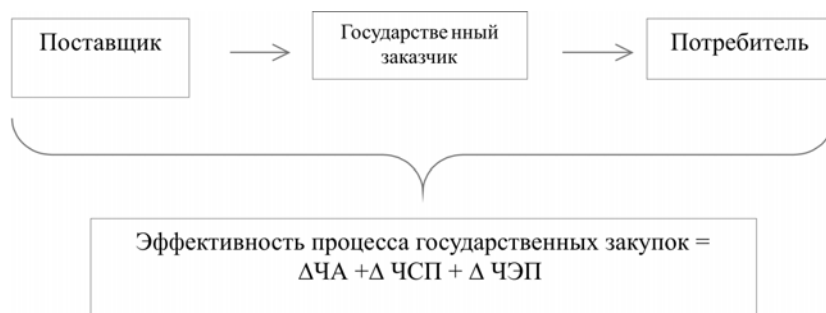 Поставщик
Государстве нный
заказчик
Потребитель
Эффективность процесса государственных закупок =
ΔЧА +Δ ЧСП + Δ ЧЭП